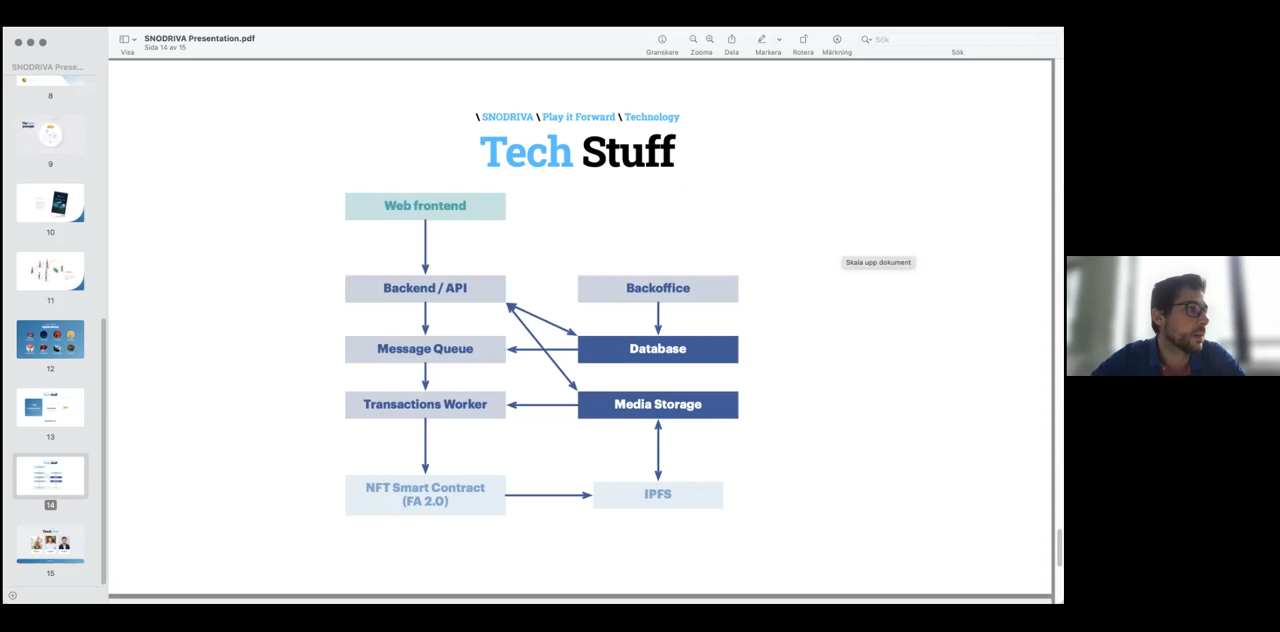 SNODRIVA Presentation.pdf
Sida 14 av 15
Visa
Granskare
Zooma
Dela
Markera
Rotera
Märkning
Sök
Sök
SNODRIVA Prese...
8
9
10
11
12
13
14
15
\ SNODRIVA \ Play it Forward \ Technology
Tech Stuff
Web frontend
Backend / API
Backoffice
Message Queue
Database
Transactions Worker
Media Storage
NFT Smart Contract
(FA 2.0)
IPFS
Skala upp dokument